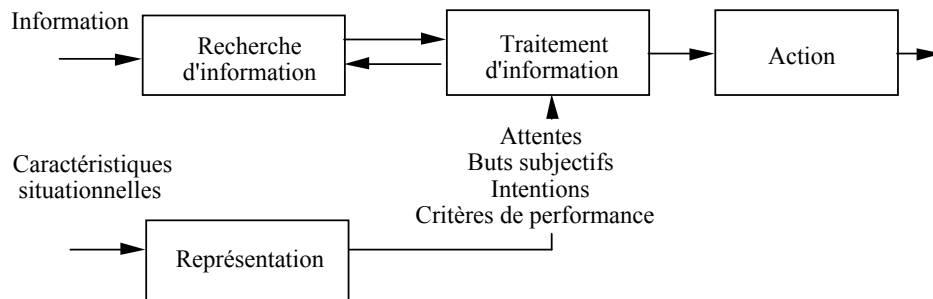 Information
Recherche
d'information
Traitement
d'information
Action
Attentes
Buts subjectifs
Intentions
Critères de performance
Caractéristiques
situationnelles
Représentation